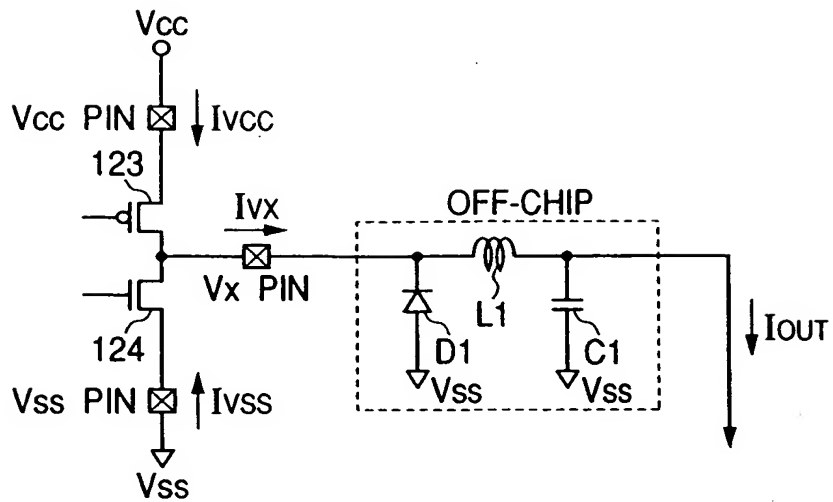 Vcc
Vcc PIN
IVCC
123
IVX
OFF-CHIP
Vx PIN
L1
124
D1
C1
IOUT
Vss
Vss
Vss PIN
IVSS
Vss